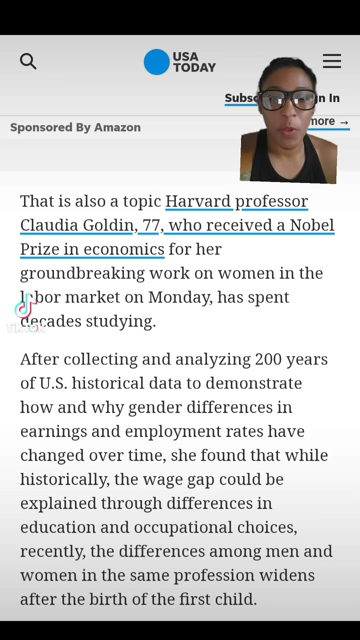 USA
TODAY
Subsc
n In
more →
Sponsored By Amazon
That is also a topic Harvard professor
Claudia Goldin, 77, who received a Nobel
Prize in economics for her
groundbreaking work on women in the
labor market on Monday, has spent
decades studying.
TikTok
After collecting and analyzing 200 years
of U.S. historical data to demonstrate
how and why gender differences in
earnings and employment rates have
changed over time, she found that while
historically, the wage gap could be
explained through differences in
education and occupational choices,
recently, the differences among men and
women in the same profession widens
after the birth of the first child.